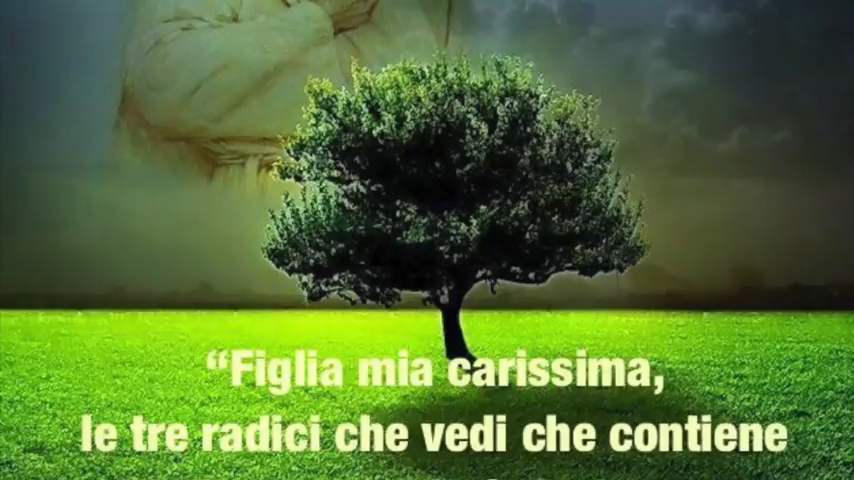 “Figlia mia carissima,
le tre radici che vedi che contiene